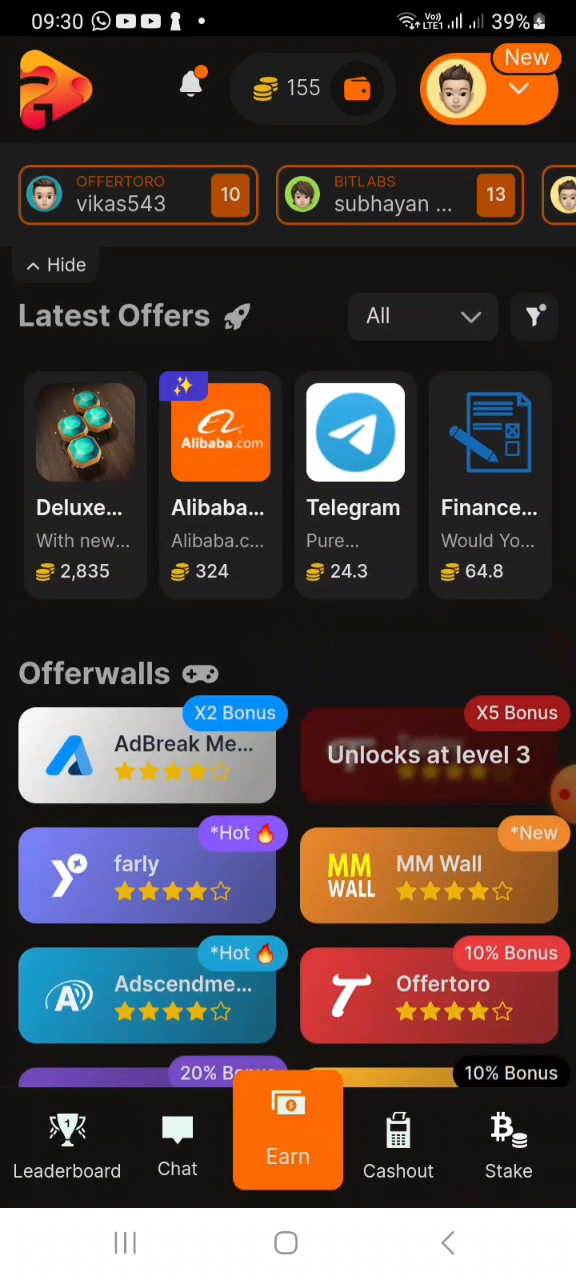 09:30
Vo)
LTE1
39%
New
155
OFFERTORO
vikas543
10
BITLABS
subhayan ...
13
Hide
Latest Offers
All
Deluxe...
With new...
2,835
Alibaba.com
Alibaba...
Alibaba.c...
324
Telegram
Pure...
24.3
Finance...
Would Yo...
64.8
Offerwalls
X2 Bonus
AdBreak Me...
X5 Bonus
Unlocks at level 3
*Hot
farly
*New
MM
WALL
MM Wall
*Hot
Adscendme...
10% Bonus
Offertoro
20% Bonus
10% Bonus
Leaderboard
Chat
Earn
Cashout
Stake